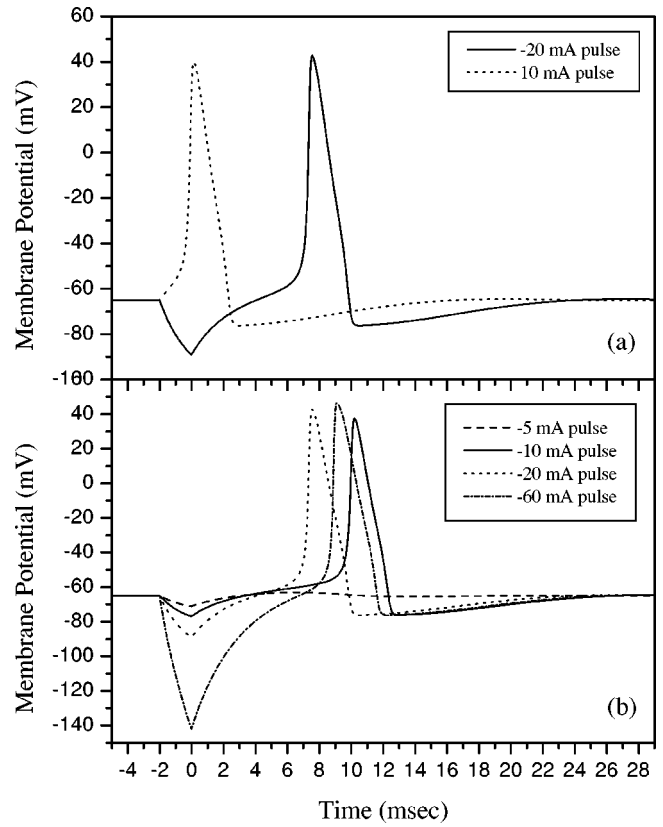 60
40
20
0
-20
-40
-60
-80
-100
Membrane Potential (mV)
-20 mA pulse
10 mA pulse
(a)
40
20
0
-20
-40
-60
-80
-100
-120
-140
Membrane Potential (mV)
-5 mA pulse
-10 mA pulse
-20 mA pulse
-60 mA pulse
(b)
-4 -2 0 2 4 6 8 10 12 14 16 18 20 22 24 26 28
Time (msec)